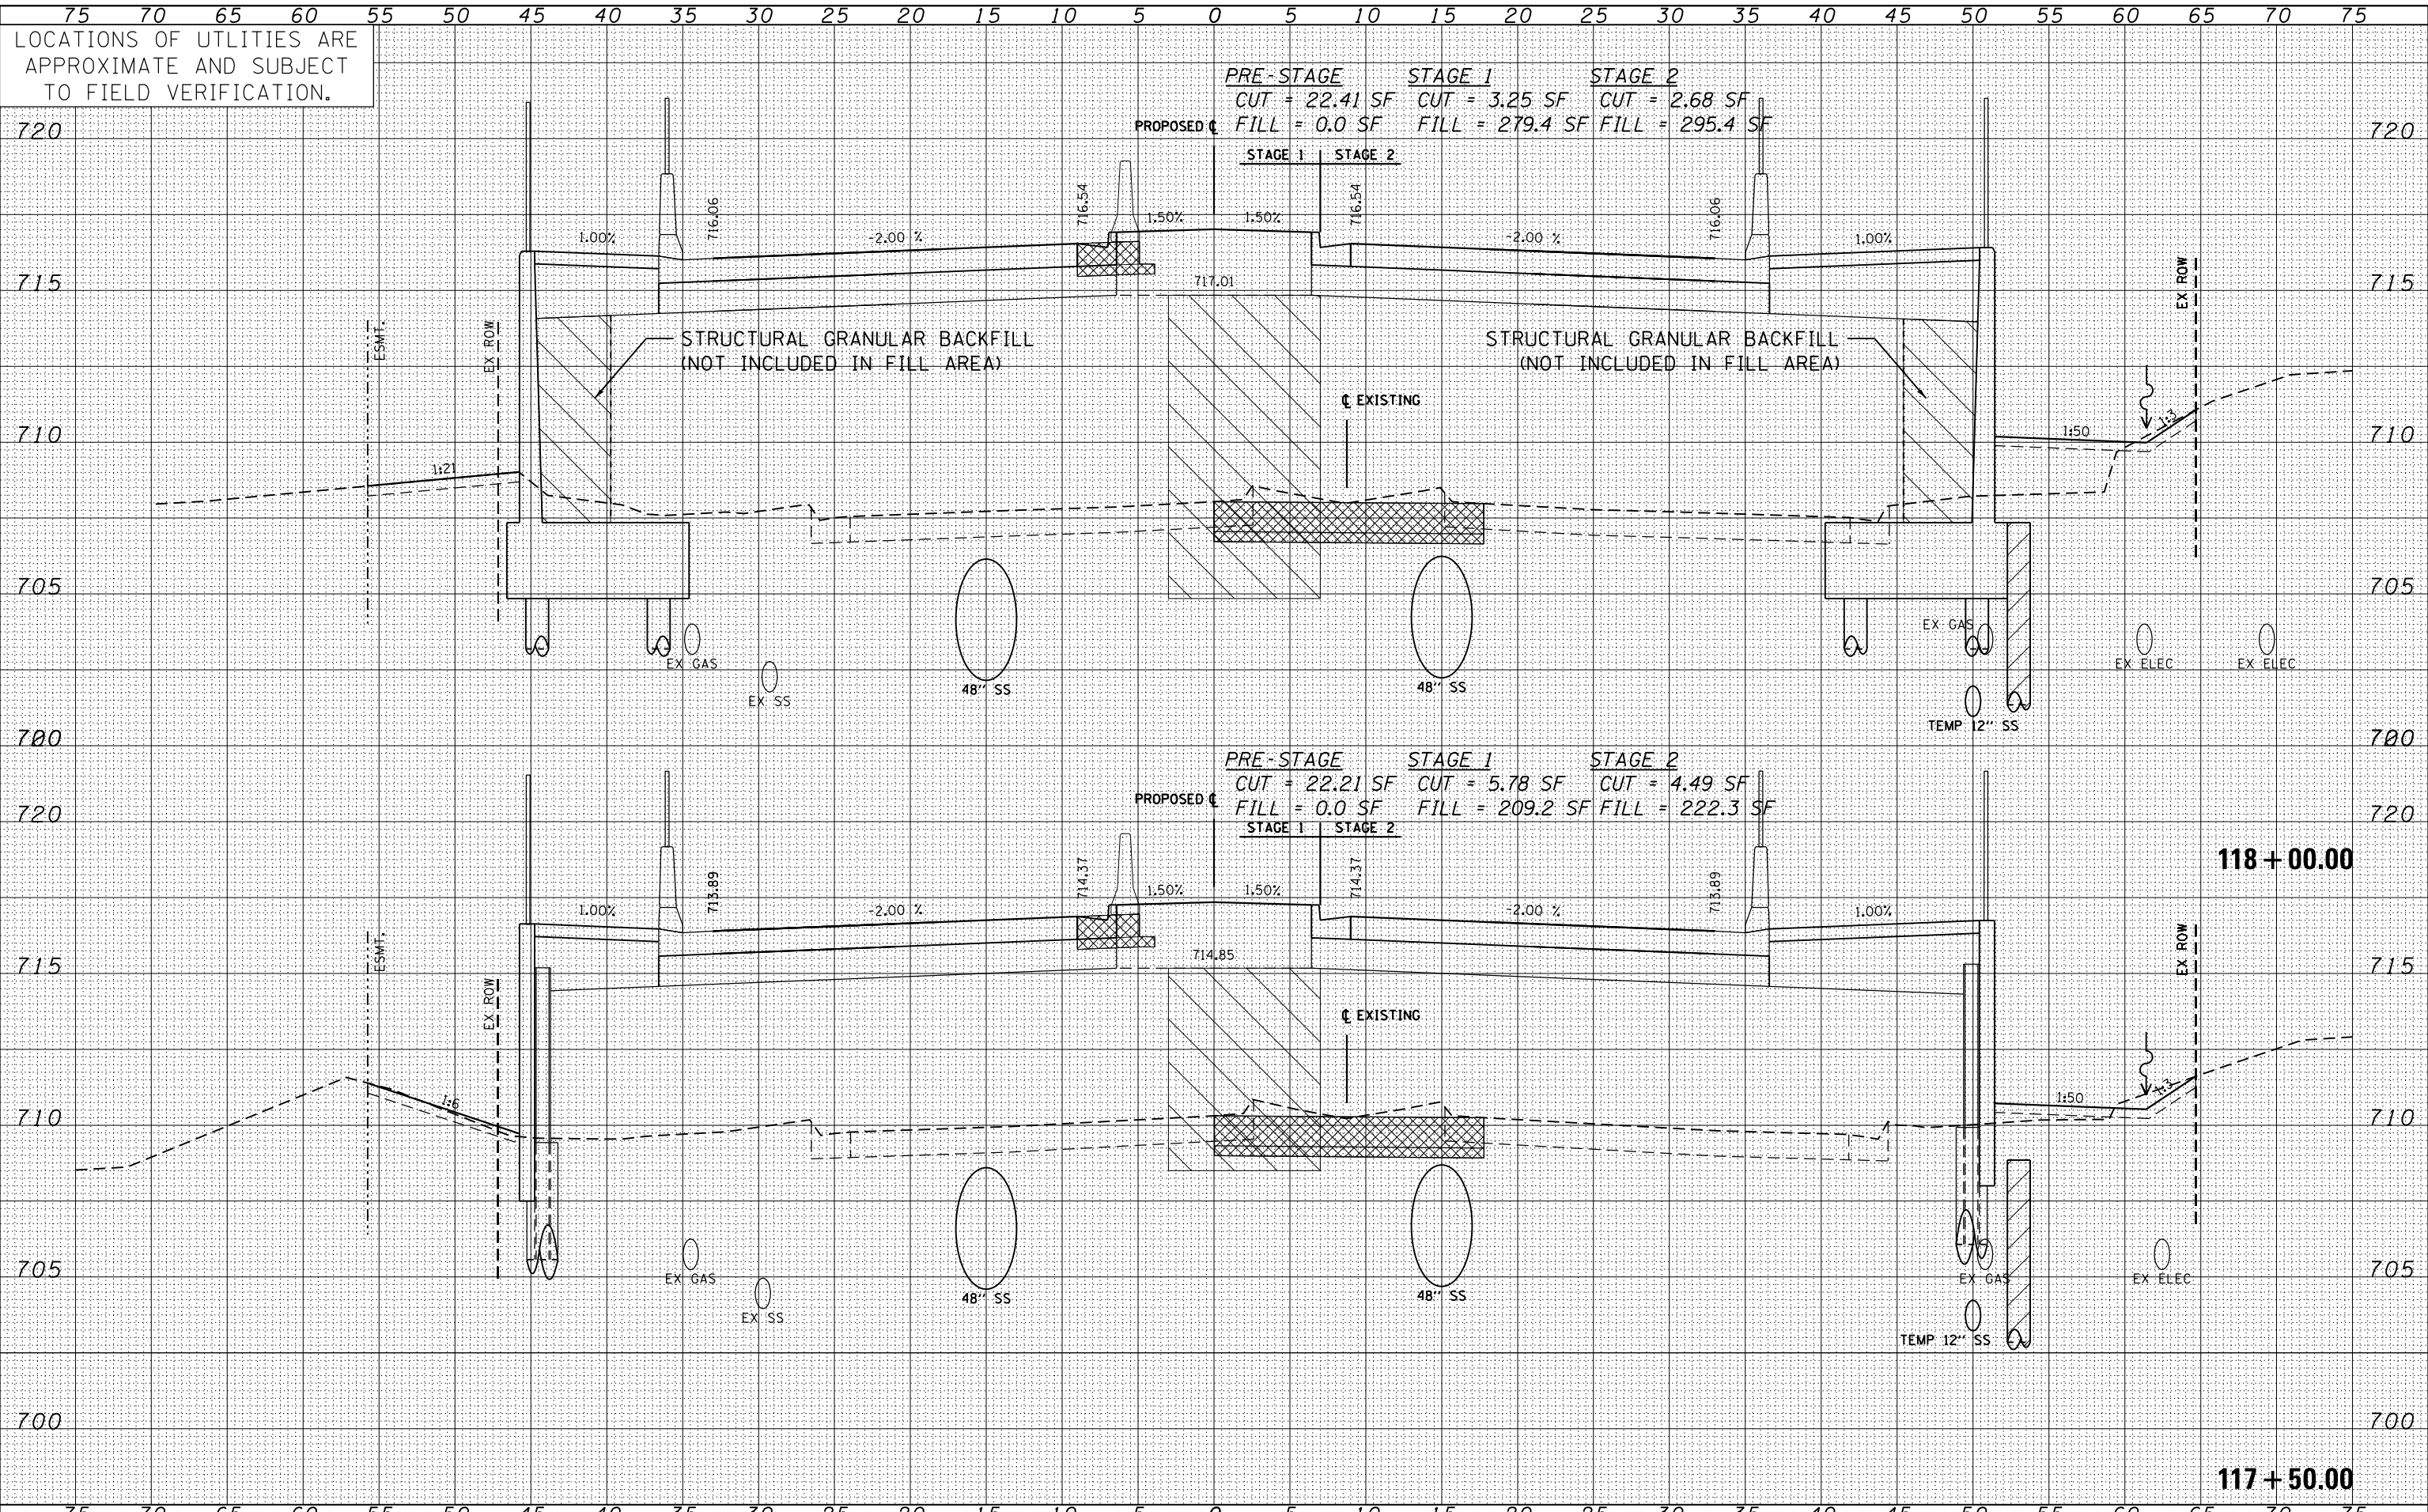 75 70 65 60 55 50 45 40 35 30 25 20 15 10 5 0 5 10 15 20 25 30 35 40 45 50 55 60 65 70 75
LOCATIONS OF UTLITIES ARE
APPROXIMATE AND SUBJECT
TO FIELD VERIFICATION.
PRE-STAGE STAGE 1 STAGE 2
CUT = 22.41 SF CUT = 3.25 SF CUT = 2.68 SF
FILL = 0.0 SF FILL = 279.4 SF FILL = 295.4 SF
720 720
PROPOSED ℄
STAGE 1 STAGE 2
716.06 716.54 716.54 716.06
1.50% 1.50%
1.00% -2.00 % -2.00 % 1.00%
715 715
717.01
EX ROW
ESMT.
EX ROW
STRUCTURAL GRANULAR BACKFILL
(NOT INCLUDED IN FILL AREA)
STRUCTURAL GRANULAR BACKFILL
(NOT INCLUDED IN FILL AREA)
℄ EXISTING
1:3
710 710
1:50
1:21
705 705
EX GAS
EX GAS
EX ELEC EX ELEC
48" SS 48" SS
EX SS
TEMP 12" SS
700 700
720 720
PRE-STAGE STAGE 1 STAGE 2
CUT = 22.21 SF CUT = 5.78 SF CUT = 4.49 SF
FILL = 0.0 SF FILL = 209.2 SF FILL = 222.3 SF
PROPOSED ℄
720 720
STAGE 1 STAGE 2
118+00.00
713.89 714.37 714.37 713.89
1.50% 1.50%
1.00% -2.00 % -2.00 % 1.00%
ESMT.
EX ROW
714.85
715 715
EX ROW
℄ EXISTING
1:3
1:50
1:6
710 710
705 705
EX GAS EX GAS EX ELEC
48" SS 48" SS
EX SS
TEMP 12" SS
700 700
117+50.00
75 70 65 60 55 50 45 40 35 30 25 20 15 10 5 0 5 10 15 20 25 30 35 40 45 50 55 60 65 70 75